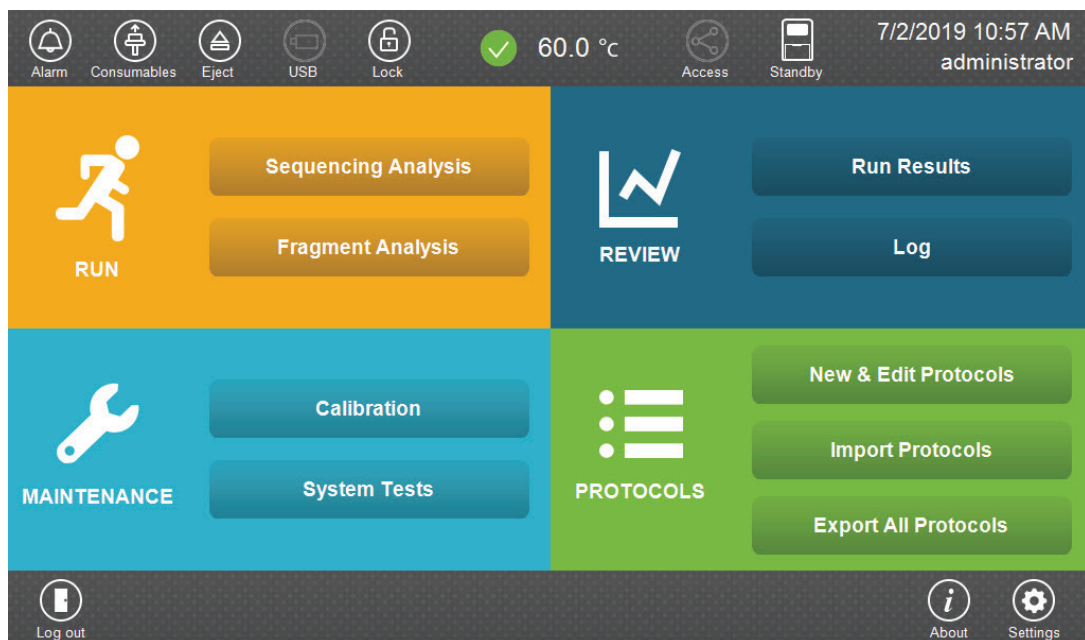 Alarm
Consumables
Eject
USB
Lock
60.0 °c
Access
Standby
7/2/2019 10:57 AM
administrator
RUN
Sequencing Analysis
Fragment Analysis
REVIEW
Run Results
Log
MAINTENANCE
Calibration
System Tests
PROTOCOLS
New & Edit Protocols
Import Protocols
Export All Protocols
Log out
i
About
Settings